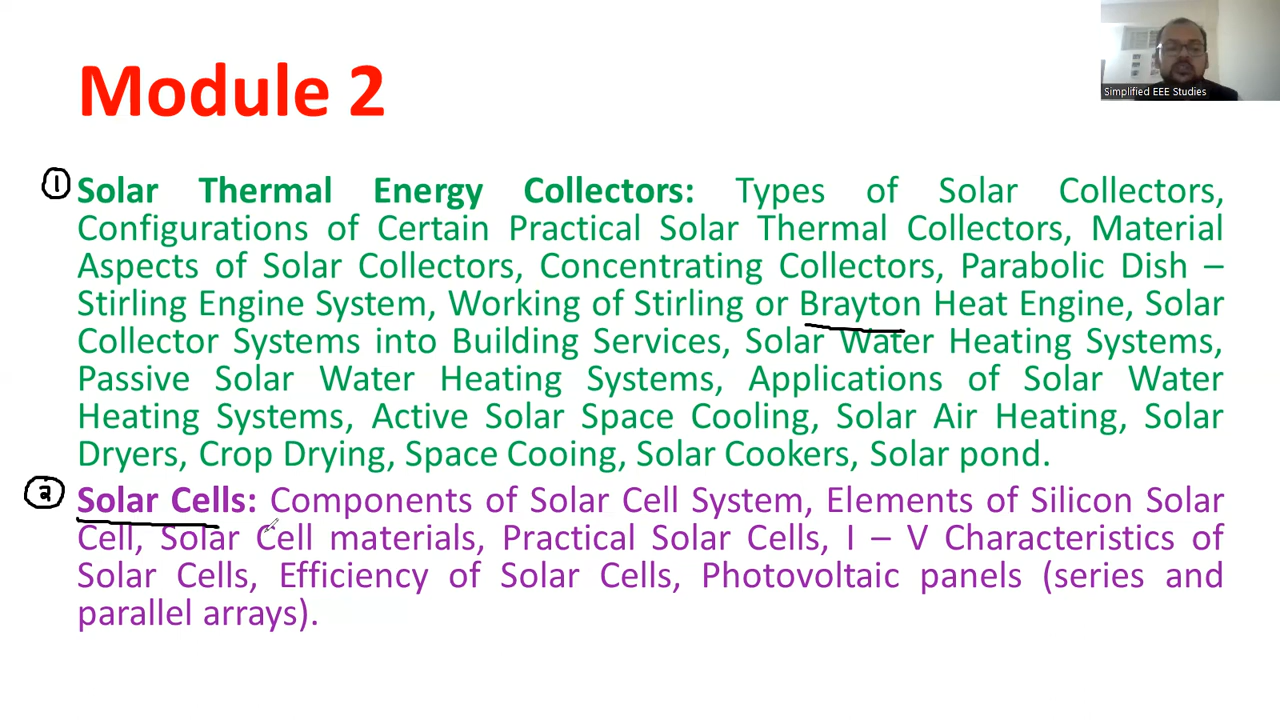 Simplified EEE Studies
Module 2
① Solar Thermal Energy Collectors: Types of Solar Collectors,
Configurations of Certain Practical Solar Thermal Collectors, Material
Aspects of Solar Collectors, Concentrating Collectors, Parabolic Dish –
Stirling Engine System, Working of Stirling or Brayton Heat Engine, Solar
Collector Systems into Building Services, Solar Water Heating Systems,
Passive Solar Water Heating Systems, Applications of Solar Water
Heating Systems, Active Solar Space Cooling, Solar Air Heating, Solar
Dryers, Crop Drying, Space Cooing, Solar Cookers, Solar pond.
② Solar Cells: Components of Solar Cell System, Elements of Silicon Solar
Cell, Solar Cell materials, Practical Solar Cells, I – V Characteristics of
Solar Cells, Efficiency of Solar Cells, Photovoltaic panels (series and
parallel arrays).